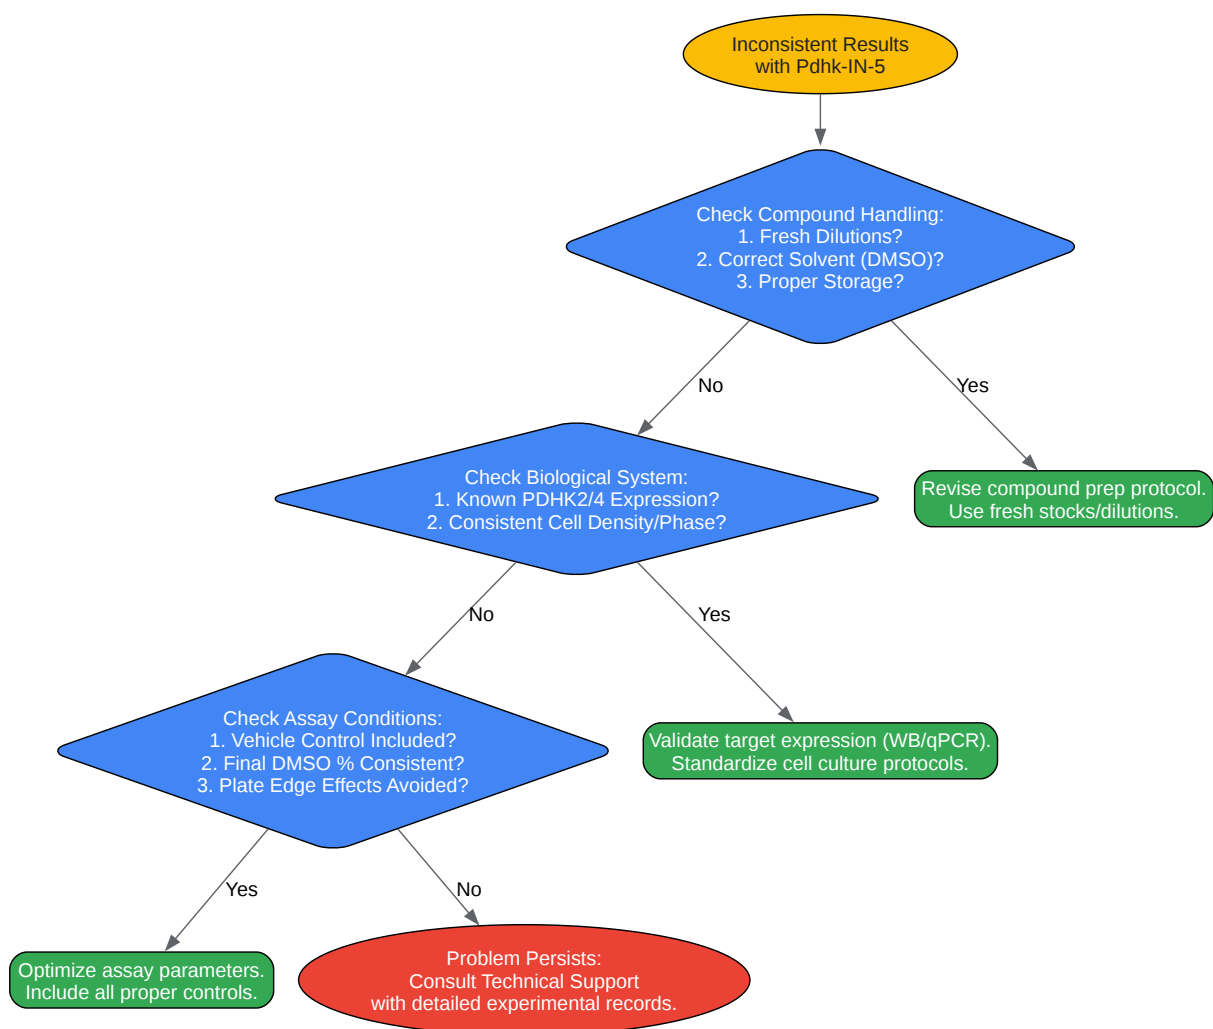 Inconsistent Results
with Pdhk-IN-5
Check Compound Handling:
1. Fresh Dilutions?
2. Correct Solvent (DMSO)?
3. Proper Storage?
No
Yes
Check Biological System:
1. Known PDHK2/4 Expression?
2. Consistent Cell Density/Phase?
Revise compound prep protocol.
Use fresh stocks/dilutions.
No
Yes
Check Assay Conditions:
1. Vehicle Control Included?
2. Final DMSO % Consistent?
3. Plate Edge Effects Avoided?
Validate target expression (WB/qPCR).
Standardize cell culture protocols.
Yes
No
Optimize assay parameters.
Include all proper controls.
Problem Persists:
Consult Technical Support
with detailed experimental records.